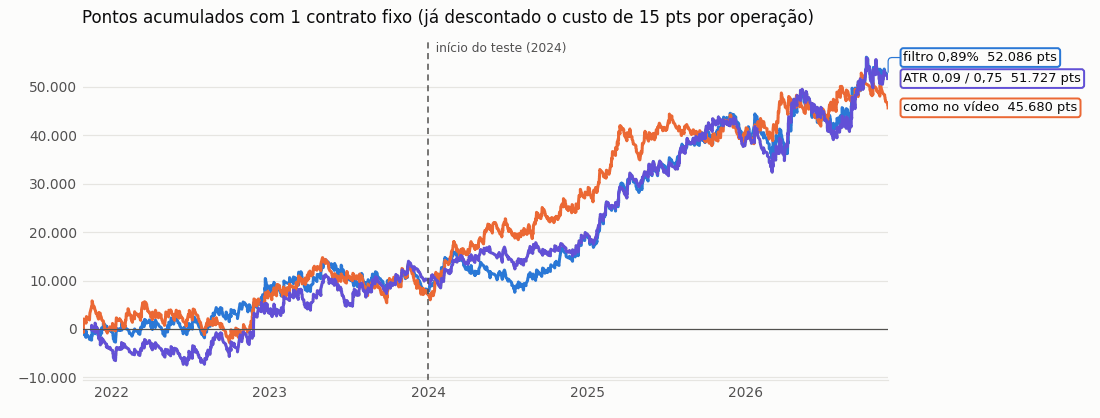 Pontos acumulados com 1 contrato fixo (já descontado o custo de 15 pts por operação)
início do teste (2024)
filtro 0,89%  52.086 pts
ATR 0,09 / 0,75  51.727 pts
como no vídeo  45.680 pts
50.000
40.000
30.000
20.000
10.000
0
−10.000
2022
2023
2024
2025
2026